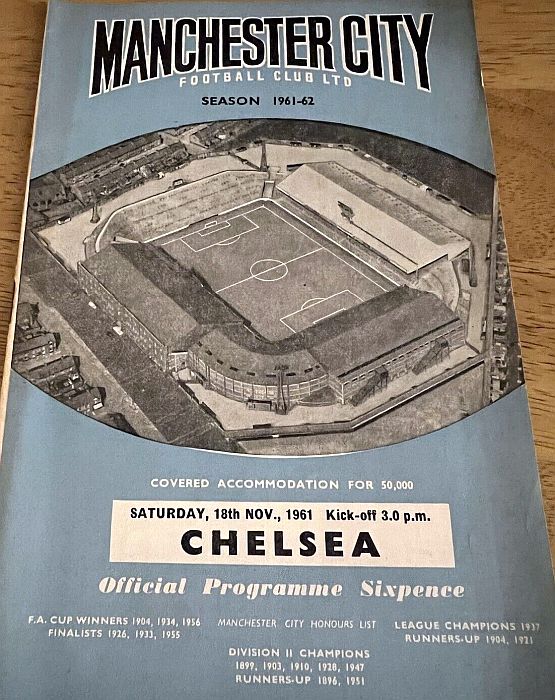 MANCHESTER CITY
FOOTBALL CLUB LTD
SEASON 1961-62
COVERED ACCOMMODATION FOR 50,000
SATURDAY, 18th NOV., 1961 Kick-off 3.0 p.m.
CHELSEA
Official Programme Sixpence
F.A. CUP WINNERS 1904, 1934, 1956
FINALISTS 1926, 1933, 1955
MANCHESTER CITY HONOURS LIST
LEAGUE CHAMPIONS 1937
RUNNERS-UP 1904, 1921
DIVISION II CHAMPIONS
1899, 1903, 1910, 1928, 1947
RUNNERS-UP 1896, 1951